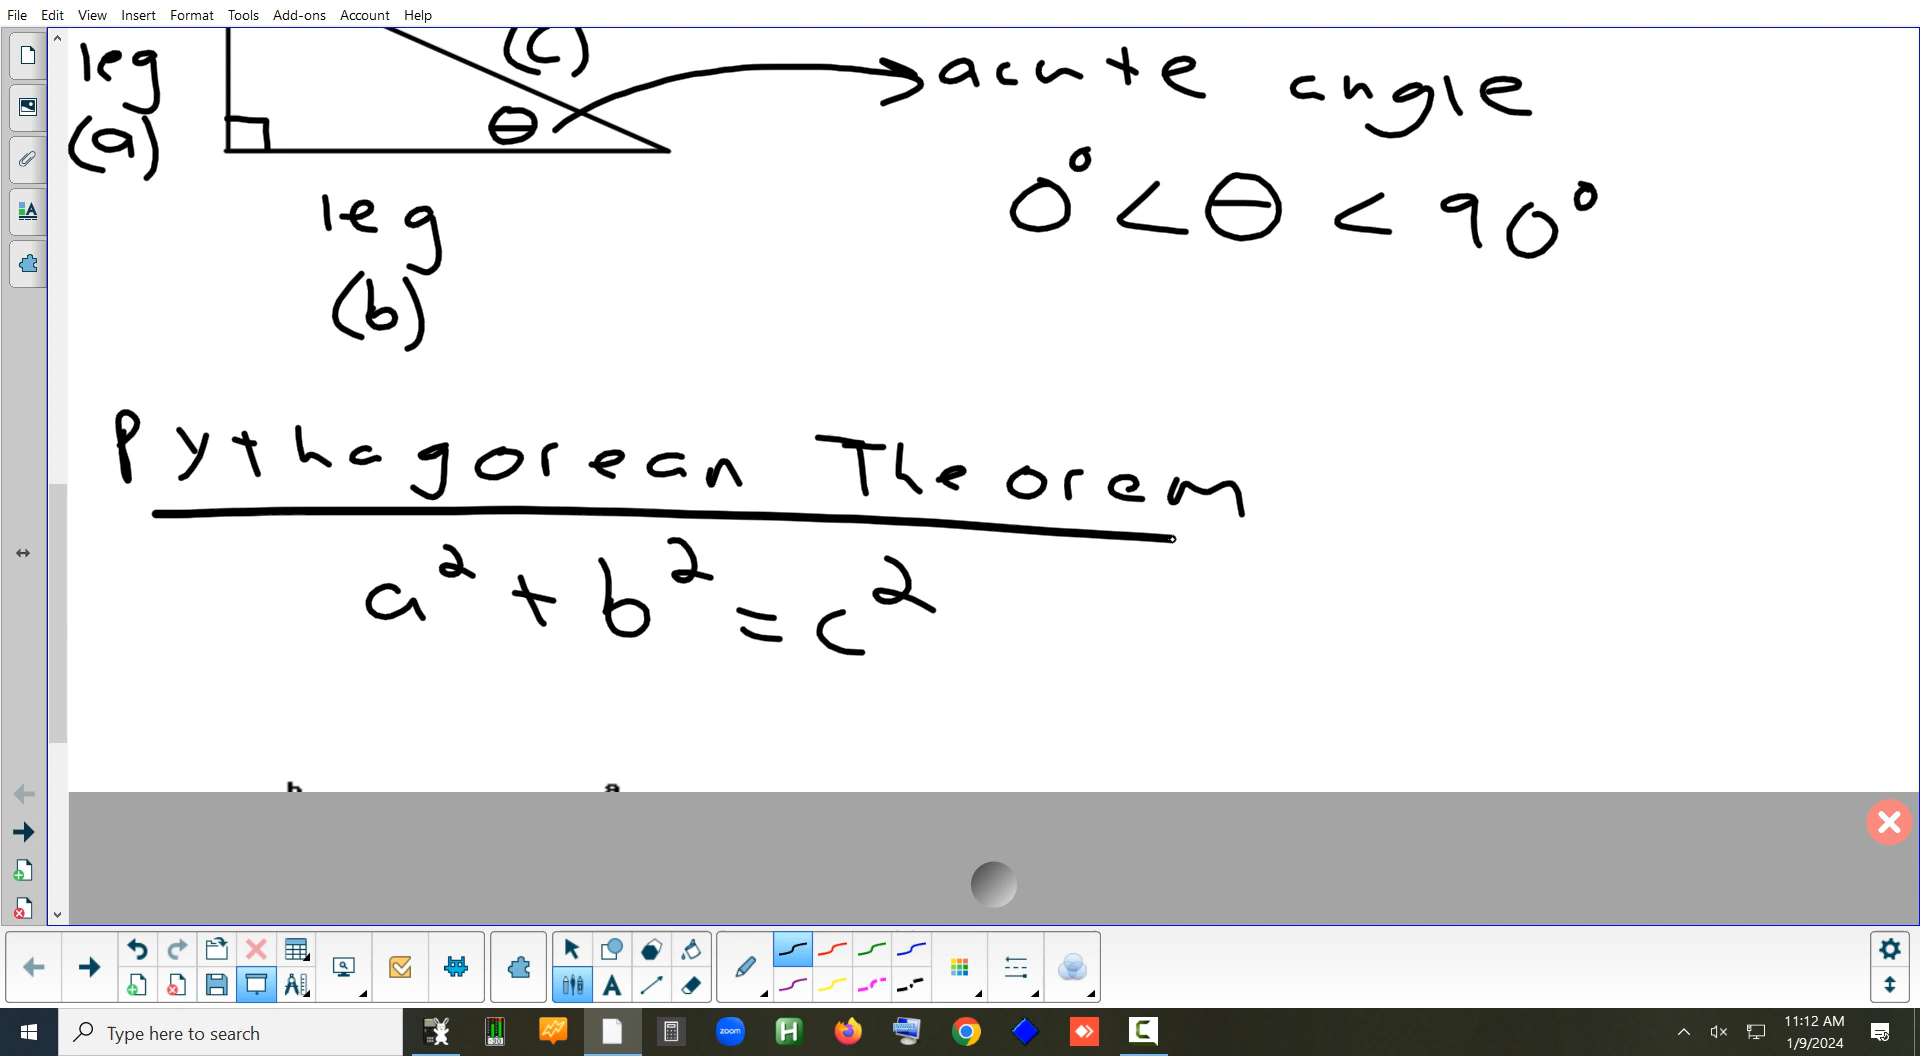 File Edit View Insert Format Tools Add-ons Account Help
leg
(a)
(c)
θ
acute angle
0° < θ < 90°
leg
(b)
Pythagorean Theorem
a² + b² = c²
b a
A
A
zoom
H
C
Type here to search
11:12 AM
1/9/2024